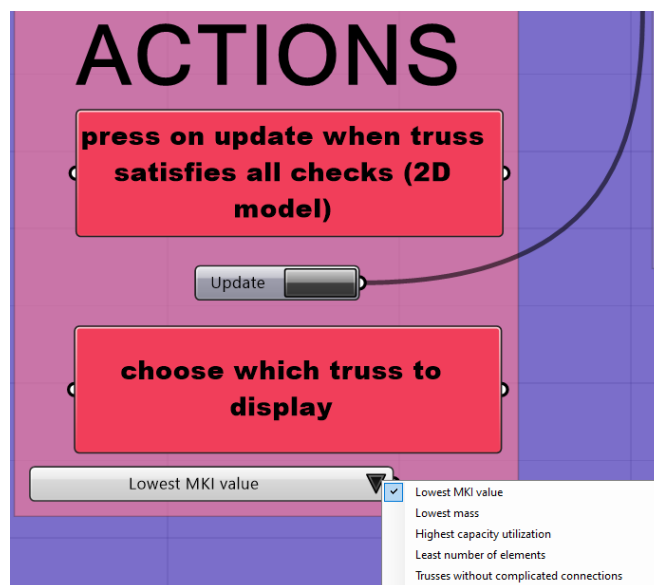 ACTIONS
press on update when truss
satisfies all checks (2D
model)
Update
choose which truss to
display
Lowest MKI value
Lowest MKI value
Lowest mass
Highest capacity utilization
Least number of elements
Trusses without complicated connections